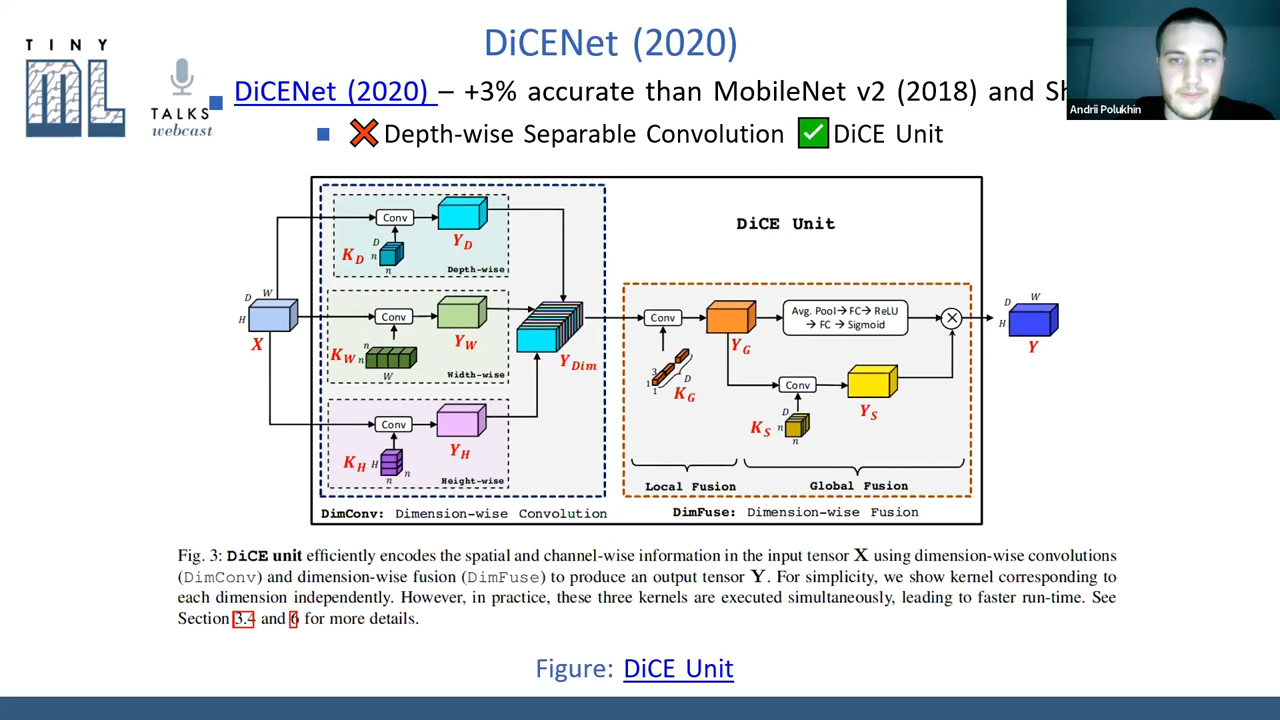 DiCENet (2020)
TINY
ML
TALKS
webcast
Andrii Polukhin
DiCENet (2020) – +3% accurate than MobileNet v2 (2018) and Sh
❌ Depth-wise Separable Convolution ✅ DiCE Unit
DiCE Unit
Conv
D
n
n
K_D
Y_D
Depth-wise
D
W
H
X
Conv
n
n
W
K_W
Y_W
Width-wise
Y_Dim
Conv
H
n
n
K_H
Y_H
Height-wise
DimConv: Dimension-wise Convolution
Conv
3
1
1
D
K_G
Y_G
Avg. Pool→FC→ReLU
→ FC → Sigmoid
Conv
D
n
n
K_S
Y_S
D
W
H
Y
Local Fusion
Global Fusion
DimFuse: Dimension-wise Fusion
Fig. 3: DiCE unit efficiently encodes the spatial and channel-wise information in the input tensor X using dimension-wise convolutions
(DimConv) and dimension-wise fusion (DimFuse) to produce an output tensor Y. For simplicity, we show kernel corresponding to
each dimension independently. However, in practice, these three kernels are executed simultaneously, leading to faster run-time. See
Section 3.4 and 6 for more details.
Figure: DiCE Unit